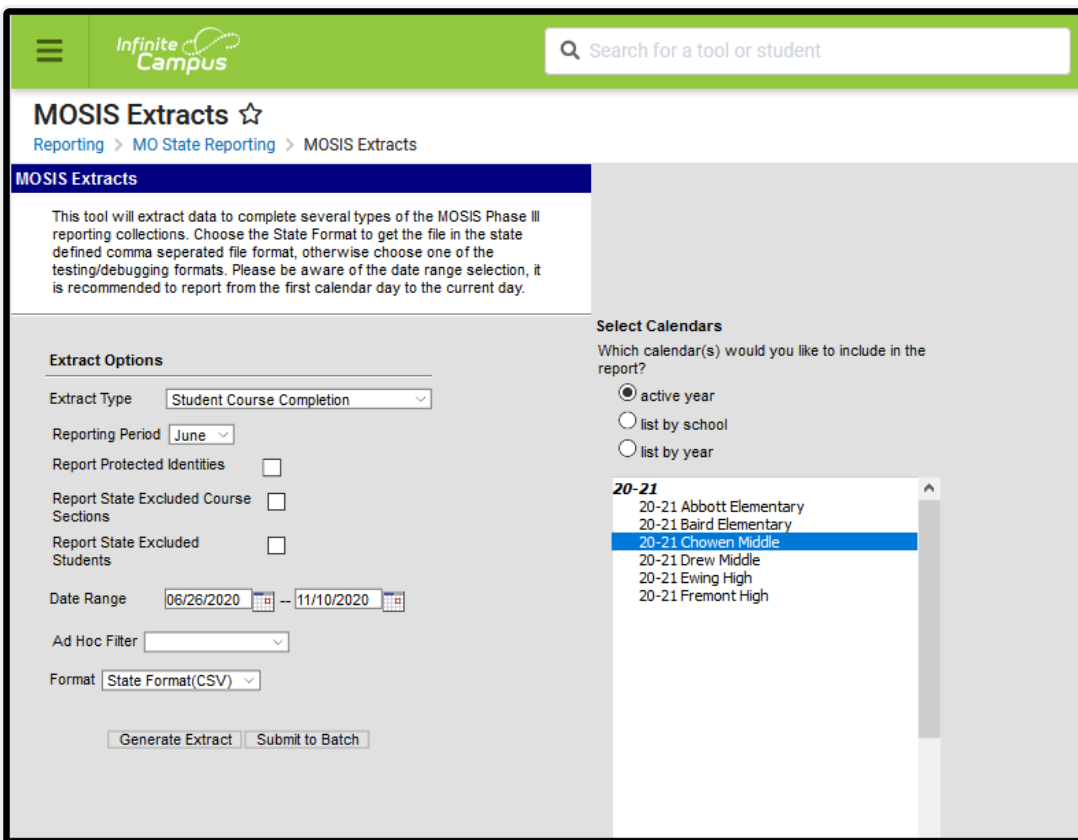 Infinite
Campus
Search for a tool or student
MOSIS Extracts
Reporting > MO State Reporting > MOSIS Extracts
MOSIS Extracts
This tool will extract data to complete several types of the MOSIS Phase III
reporting collections. Choose the State Format to get the file in the state
defined comma seperated file format, otherwise choose one of the
testing/debugging formats. Please be aware of the date range selection, it
is recommended to report from the first calendar day to the current day.
Extract Options
Extract Type Student Course Completion
Reporting Period June
Report Protected Identities
Report State Excluded Course
Sections
Report State Excluded
Students
Date Range 06/26/2020 – 11/10/2020
Ad Hoc Filter
Format State Format(CSV)
Generate Extract Submit to Batch
Select Calendars
Which calendar(s) would you like to include in the
report?
active year
list by school
list by year
20-21
20-21 Abbott Elementary
20-21 Baird Elementary
20-21 Chowen Middle
20-21 Drew Middle
20-21 Ewing High
20-21 Fremont High